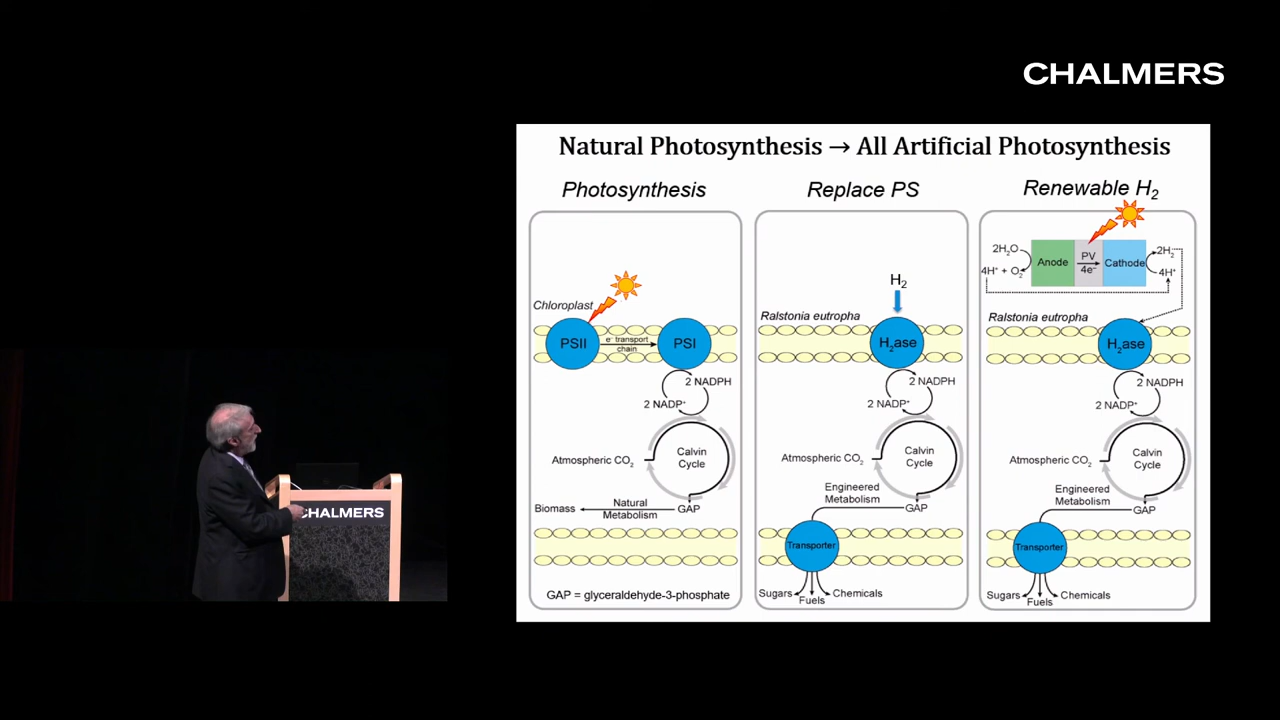 CHALMERS
Natural Photosynthesis → All Artificial Photosynthesis
Photosynthesis
Chloroplast
PSII
e⁻ transport
chain
PSI
2 NADPH
2 NADP⁺
Atmospheric CO₂
Calvin
Cycle
Biomass
Natural
Metabolism
GAP
GAP = glyceraldehyde-3-phosphate
Replace PS
H₂
Ralstonia eutropha
H₂ase
2 NADPH
2 NADP⁺
Atmospheric CO₂
Calvin
Cycle
Engineered
Metabolism
GAP
Transporter
Sugars
Fuels
Chemicals
Renewable H₂
2H₂O
4H⁺ + O₂
Anode
PV
4e⁻
Cathode
2H₂
4H⁺
Ralstonia eutropha
H₂ase
2 NADPH
2 NADP⁺
Atmospheric CO₂
Calvin
Cycle
Engineered
Metabolism
GAP
Transporter
Sugars
Fuels
Chemicals
CHALMERS